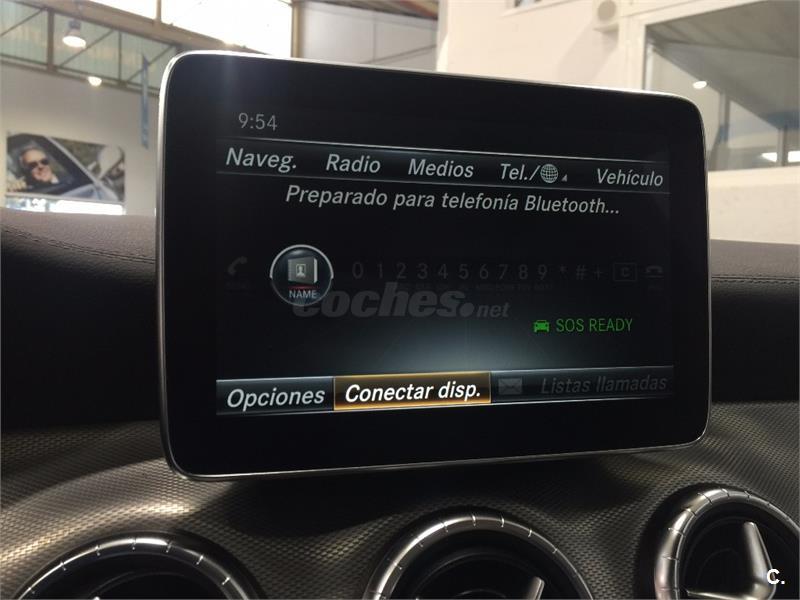 9:54
Naveg. Radio Medios Tel./ Vehículo
Preparado para telefonía Bluetooth...
0 1 2 3 4 5 6 7 8 9 * # + C
NAME
coches.net
SOS READY
Opciones Conectar disp. Listas llamadas
C.